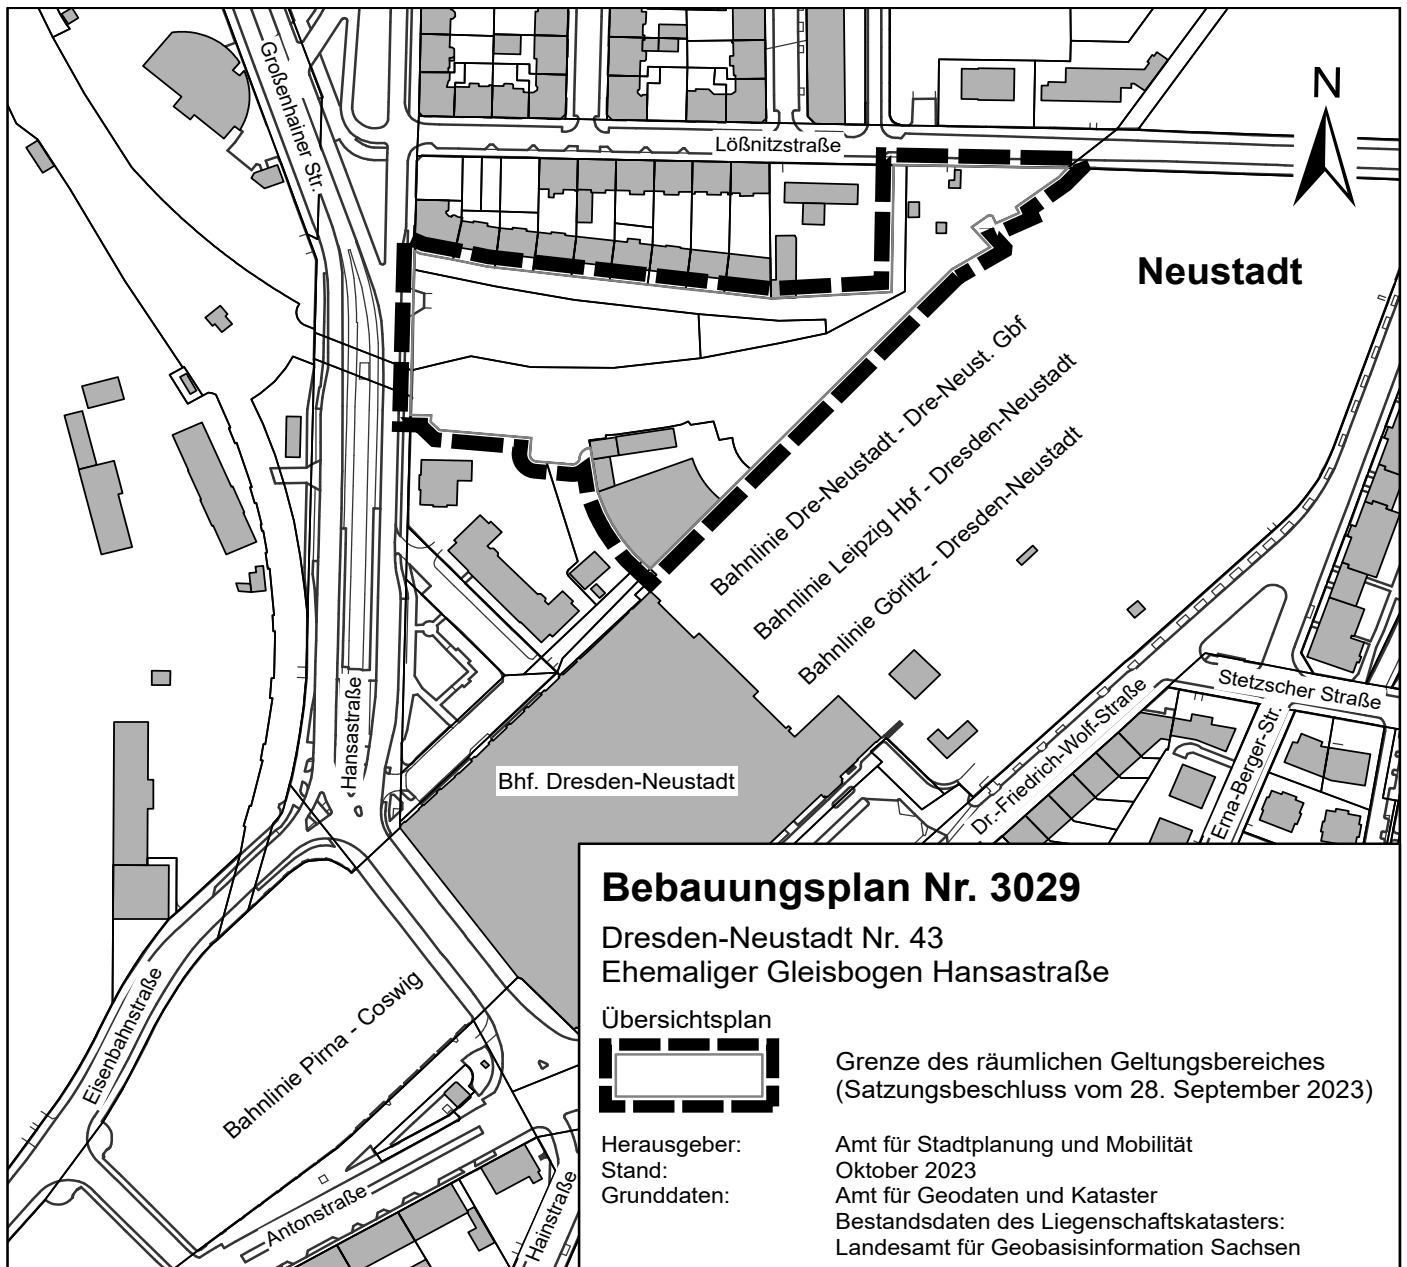 Großenhainer Str.
Lößnitzstraße
N
Neustadt
Bahnlinie Dre-Neustadt - Dre-Neust. Gbf
Bahnlinie Leipzig Hbf - Dresden-Neustadt
Bahnlinie Görlitz - Dresden-Neustadt
Hansastraße
Stetzscher Straße
Dr.-Friedrich-Wolf-Straße
Erna-Berger-Str.
Bhf. Dresden-Neustadt
Eisenbahnstraße
Bahnlinie Pirna - Coswig
Antonstraße
Hainstraße
Bebauungsplan Nr. 3029
Dresden-Neustadt Nr. 43
Ehemaliger Gleisbogen Hansastraße
Übersichtsplan
Grenze des räumlichen Geltungsbereiches
(Satzungsbeschluss vom 28. September 2023)
Herausgeber: Amt für Stadtplanung und Mobilität
Stand: Oktober 2023
Grunddaten: Amt für Geodaten und Kataster
Bestandsdaten des Liegenschaftskatasters:
Landesamt für Geobasisinformation Sachsen